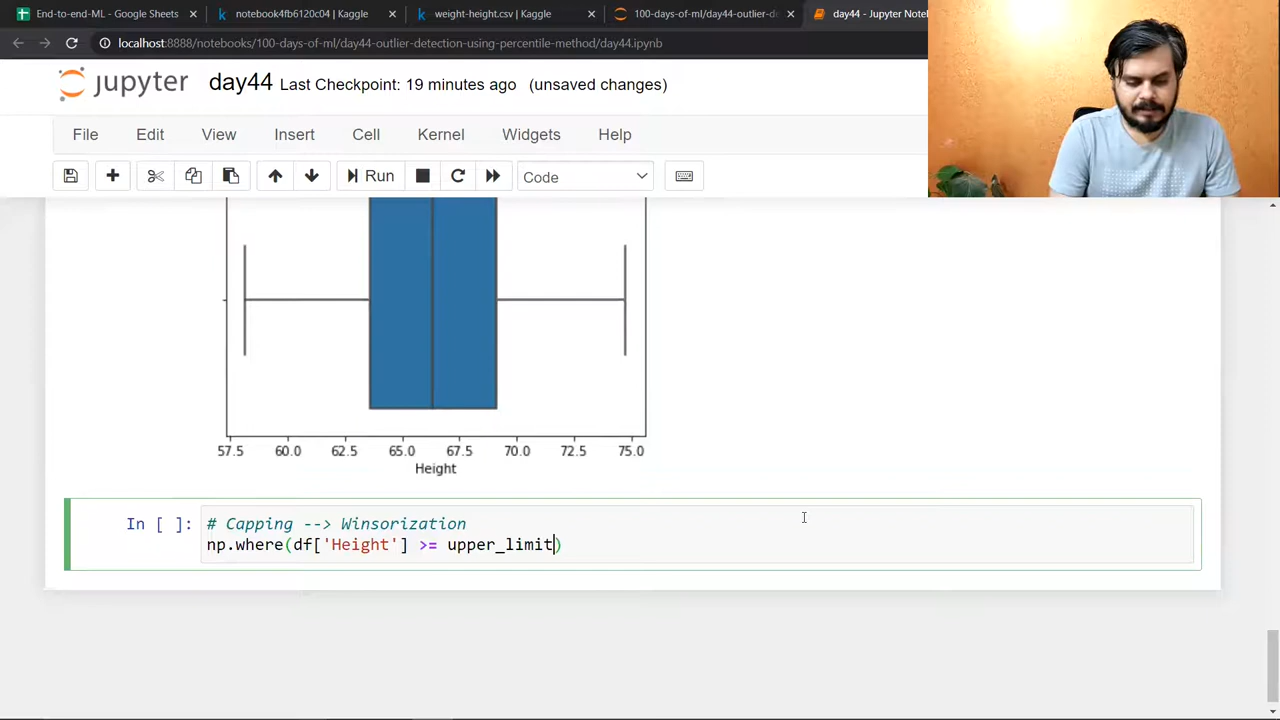 End-to-end-ML - Google Sheets
notebook4fb6120c04 | Kaggle
weight-height.csv | Kaggle
100-days-of-ml/day44-outlier-de
day44 - Jupyter Note
localhost:8888/notebooks/100-days-of-ml/day44-outlier-detection-using-percentile-method/day44.ipynb
jupyter day44 Last Checkpoint: 19 minutes ago (unsaved changes)
File Edit View Insert Cell Kernel Widgets Help
Run Code
57.5 60.0 62.5 65.0 67.5 70.0 72.5 75.0
Height
In [ ]: # Capping --> Winsorization
np.where(df['Height'] >= upper_limit)